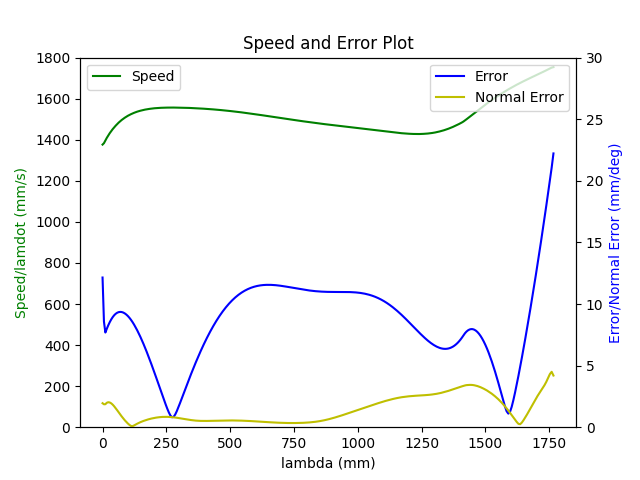 Speed and Error Plot
Speed
Error
Normal Error
1800
1600
1400
1200
1000
800
600
400
200
0
Speed/lamdot (mm/s)
30
25
20
15
10
5
0
Error/Normal Error (mm/deg)
0 250 500 750 1000 1250 1500 1750
lambda (mm)